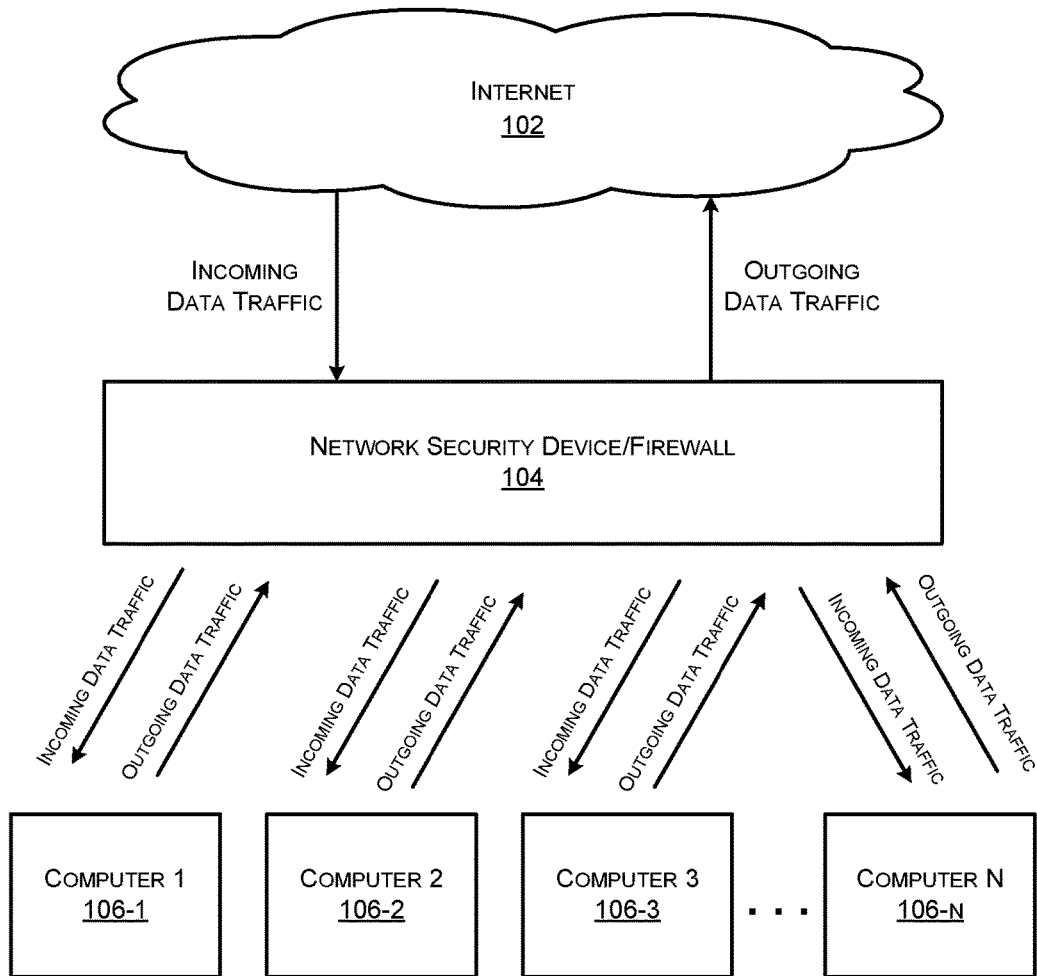 INTERNET
102
INCOMING
DATA TRAFFIC
OUTGOING
DATA TRAFFIC
NETWORK SECURITY DEVICE/FIREWALL
104
INCOMING DATA TRAFFIC
OUTGOING DATA TRAFFIC
INCOMING DATA TRAFFIC
OUTGOING DATA TRAFFIC
INCOMING DATA TRAFFIC
OUTGOING DATA TRAFFIC
INCOMING DATA TRAFFIC
OUTGOING DATA TRAFFIC
COMPUTER 1
106-1
COMPUTER 2
106-2
COMPUTER 3
106-3
. . .
COMPUTER N
106-N